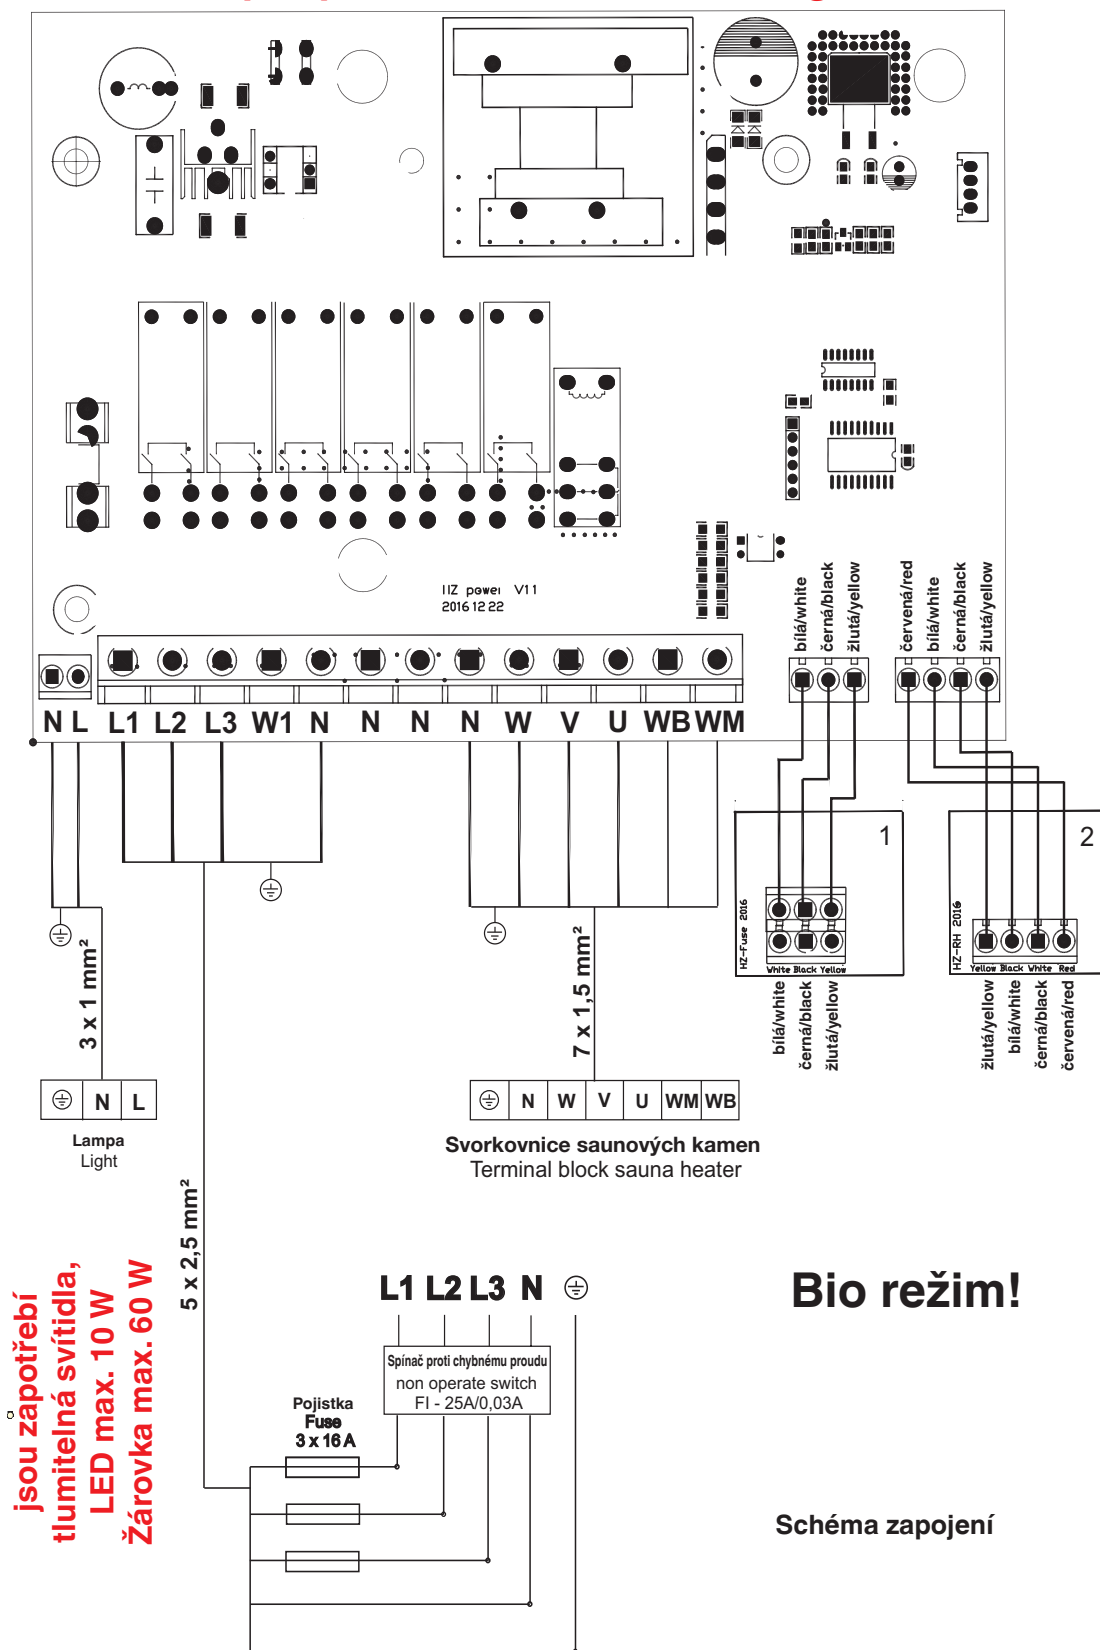 IIZ power V11
2016 12 22
bílá/white
černá/black
žlutá/yellow
červená/red
bílá/white
černá/black
žlutá/yellow
N L L1 L2 L3 W1 N N N N W V U WB WM
1
2
HZ-Fuse 2016
White Black Yellow
HZ-RH 2016
Yellow Black White Red
bílá/white
černá/black
žlutá/yellow
žlutá/yellow
bílá/white
černá/black
červená/red
3 x 1 mm²
7 x 1,5 mm²
N L
Lampa
Light
N W V U WM WB
Svorkovnice saunových kamen
Terminal block sauna heater
5 x 2,5 mm²
jsou zapotřebí
tlumitelná svítidla,
LED max. 10 W
Žárovka max. 60 W
L1 L2 L3 N
Bio režim!
Spínač proti chybnému proudu
non operate switch
FI - 25A/0,03A
Pojistka
Fuse
3 x 16 A
Schéma zapojení